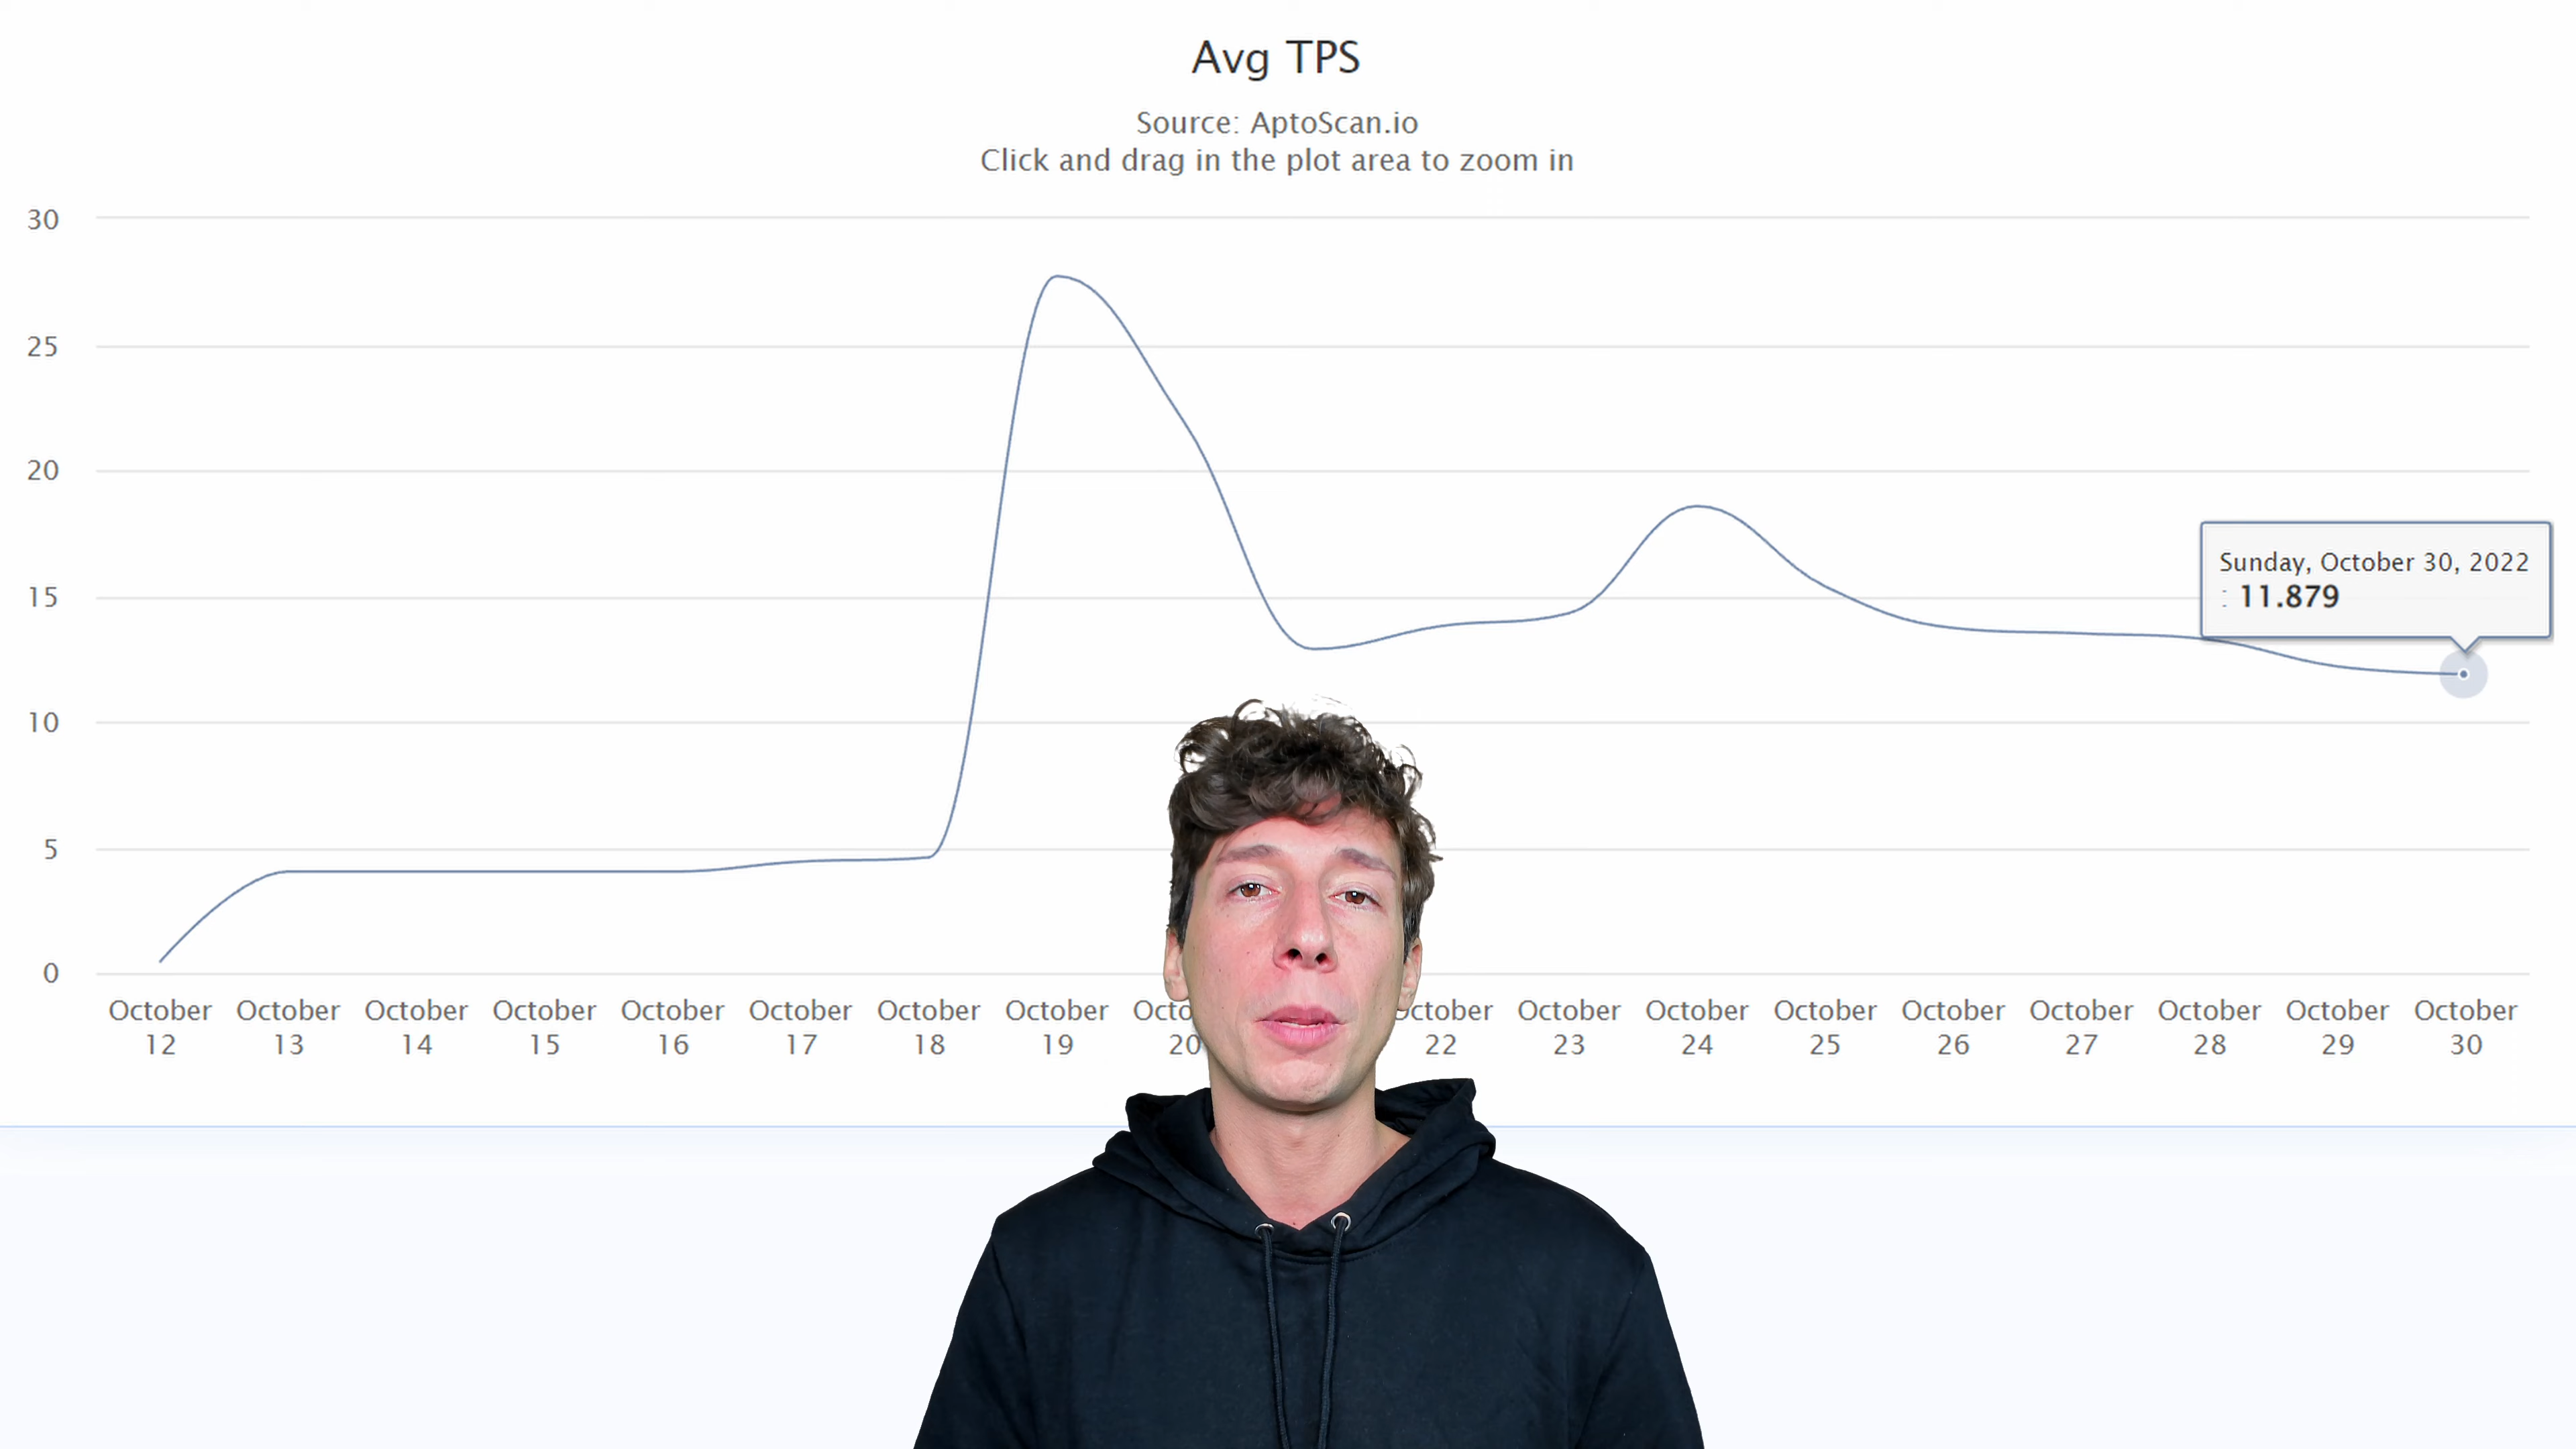 Avg TPS
Source: AptoScan.io
Click and drag in the plot area to zoom in
30
25
20
15
10
5
0
Sunday, October 30, 2022
: 11.879
October October October October October October October October Octo ctober October October October October October October October October
12 13 14 15 16 17 18 19 20 22 23 24 25 26 27 28 29 30